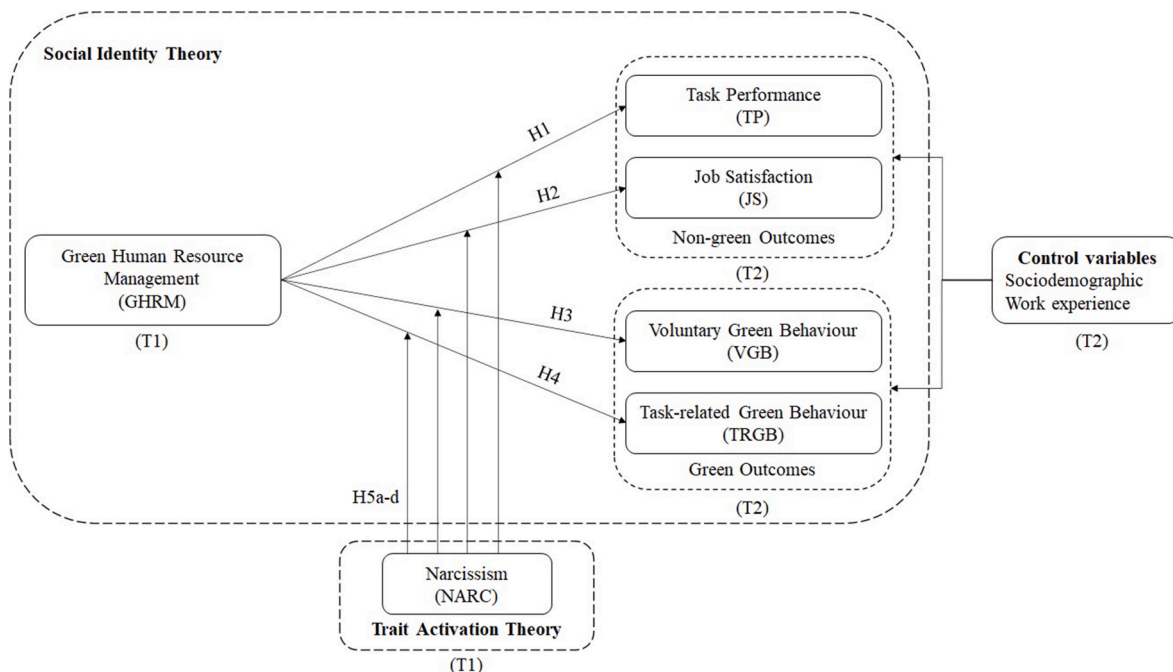 Social Identity Theory
Task Performance
(TP)
Job Satisfaction
(JS)
Non-green Outcomes
(T2)
H1
H2
Green Human Resource
Management
(GHRM)
(T1)
H3
H4
Voluntary Green Behaviour
(VGB)
Task-related Green Behaviour
(TRGB)
Green Outcomes
(T2)
Control variables
Sociodemographic
Work experience
(T2)
H5a-d
Narcissism
(NARC)
Trait Activation Theory
(T1)